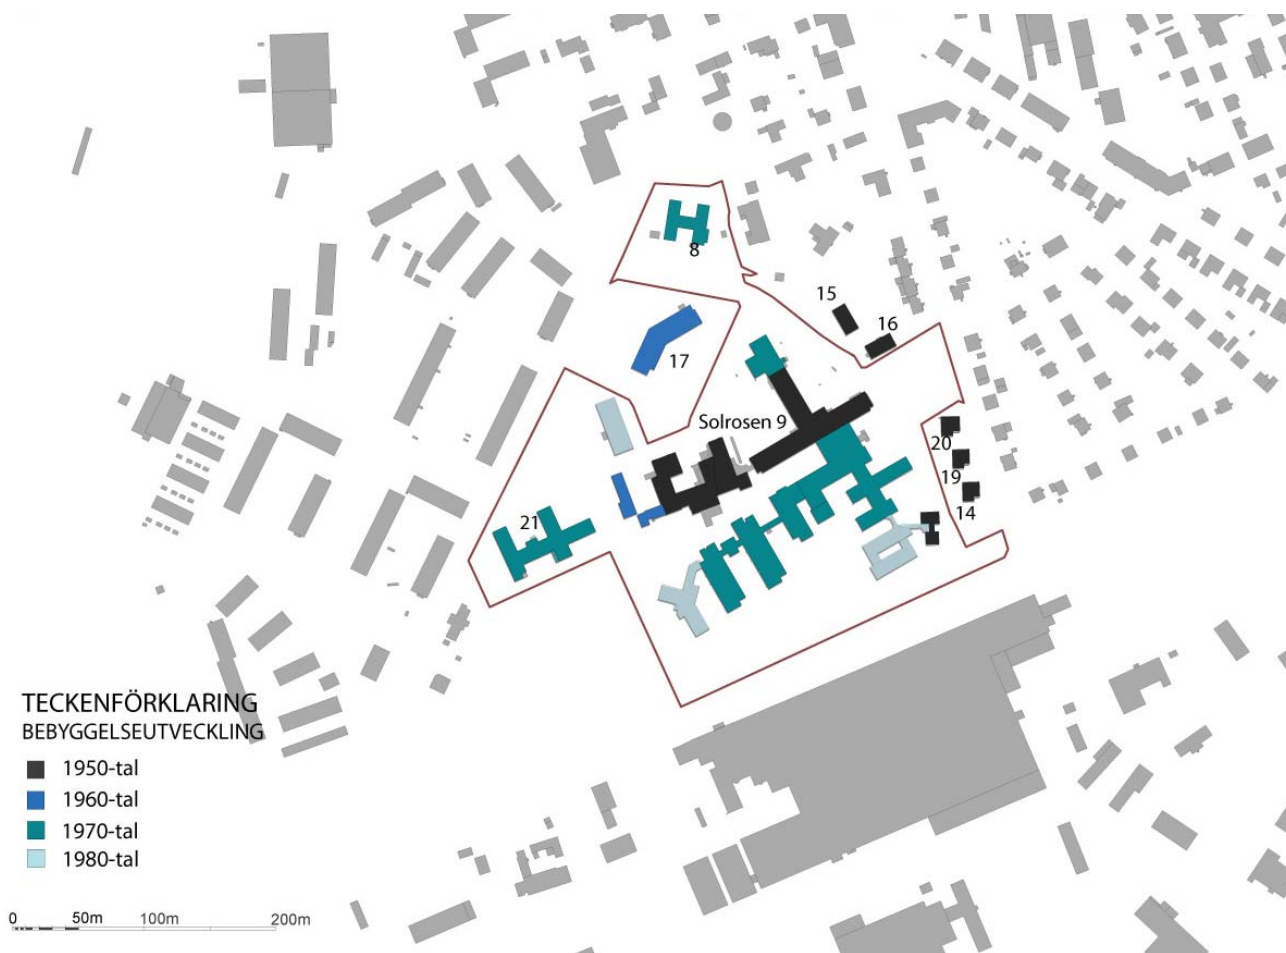 8
15
16
17
Solrosen 9
20
19
14
21
TECKENFÖRKLARING
BEBYGGELSEUTVECKLING
1950-tal
1960-tal
1970-tal
1980-tal
0 50m 100m 200m